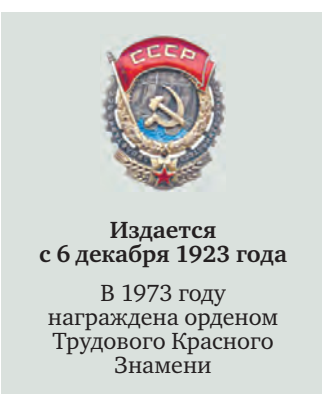 СССР
Издается
с 6 декабря 1923 года
В 1973 году
награждена орденом
Трудового Красного
Знамени